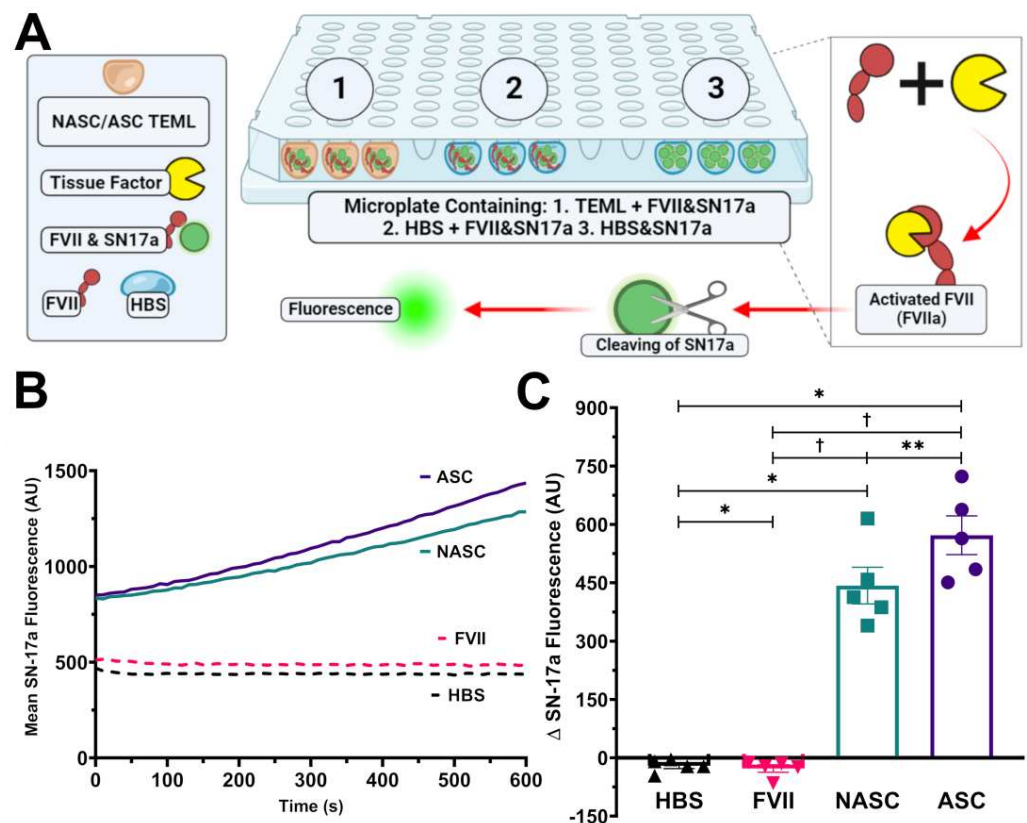 A
NASC/ASC TEML
Tissue Factor
FVII & SN17a
FVII
HBS
1
2
3
Microplate Containing: 1. TEML + FVII&SN17a
2. HBS + FVII&SN17a 3. HBS&SN17a
Fluorescence
Cleaving of SN17a
Activated FVII
(FVIIa)
B
Mean SN-17a Fluorescence (AU)
1500
1000
500
0
ASC
NASC
FVII
HBS
0 100 200 300 400 500 600
Time (s)
C
Δ SN-17a Fluorescence (AU)
900
750
600
450
300
150
0
-150
*
†
† **
*
*
HBS FVII NASC ASC